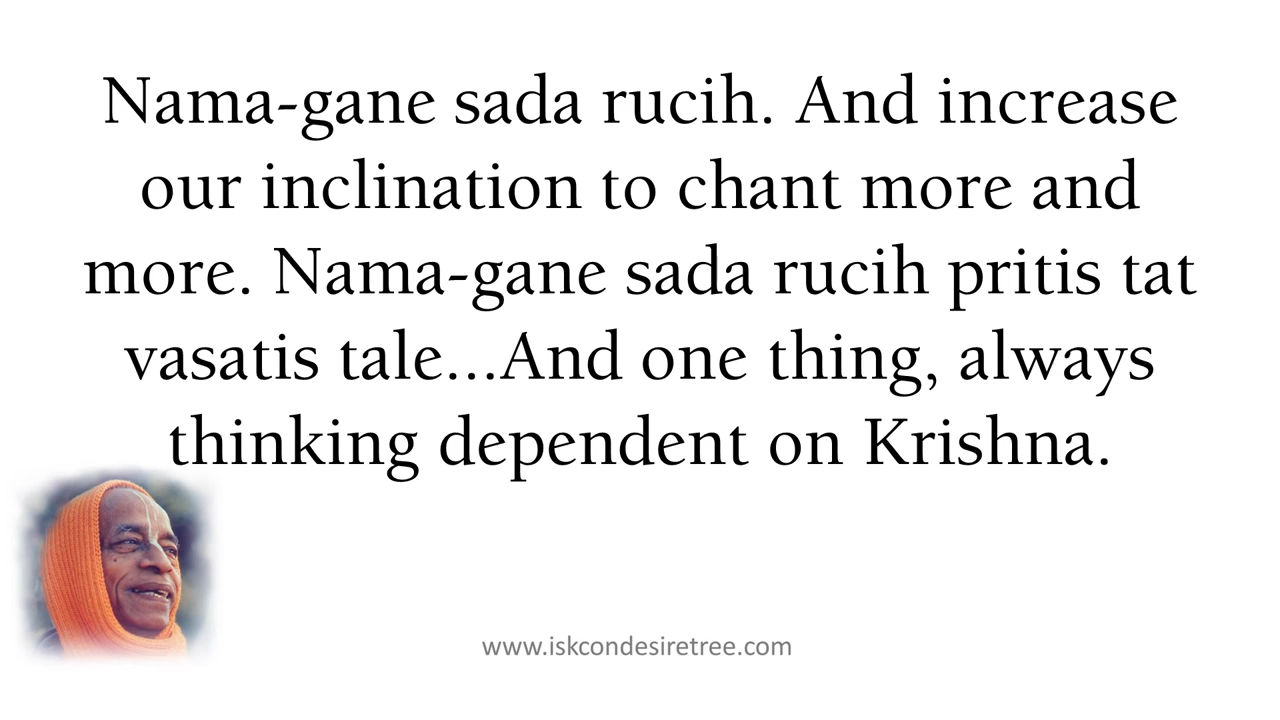 Nama-gane sada rucih. And increase
our inclination to chant more and
more. Nama-gane sada rucih pritis tat
vasatis tale...And one thing, always
thinking dependent on Krishna.
www.iskcondesiretree.com